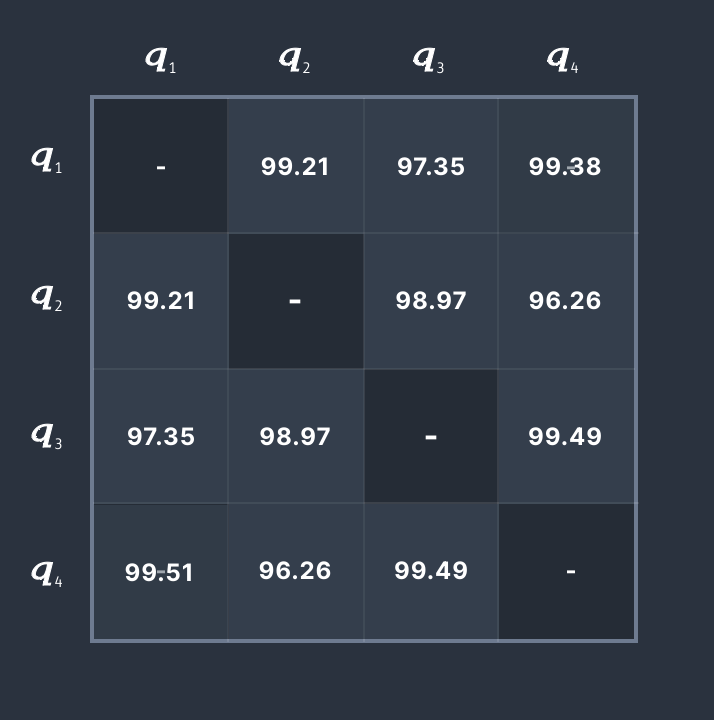 q₁ q₂ q₃ q₄
q₁ - 99.21 97.35 99.38
q₂ 99.21 - 98.97 96.26
q₃ 97.35 98.97 - 99.49
q₄ 99.51 96.26 99.49 -